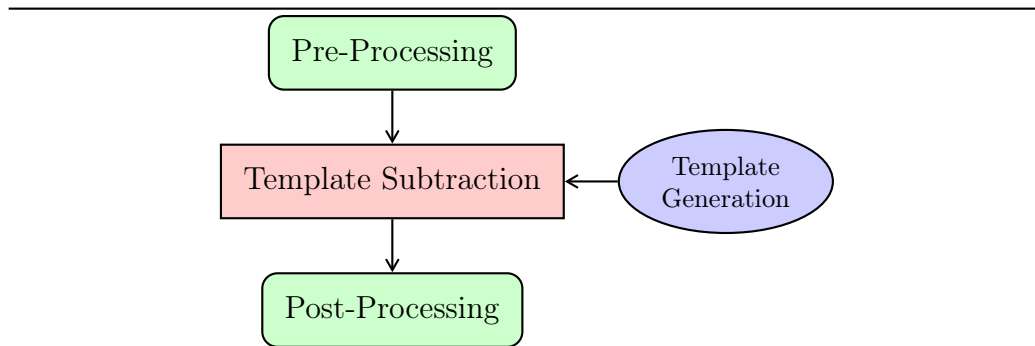 Pre-Processing
Template Subtraction
Template
Generation
Post-Processing